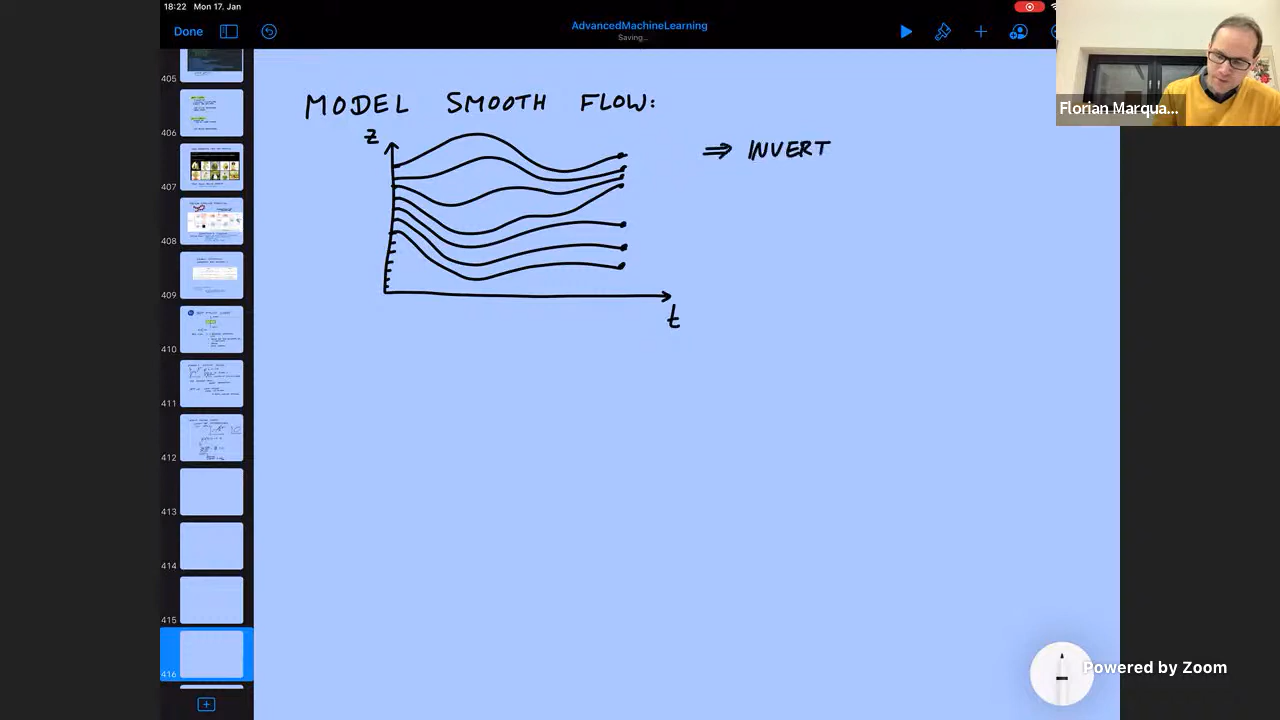 18:22 Mon 17. Jan
Done
AdvancedMachineLearning
Saving...
Florian Marqua...
MODEL SMOOTH FLOW:
z
⇒ INVERT
t
405
406
407
408
409
410
411
412
413
414
415
416
Powered by Zoom